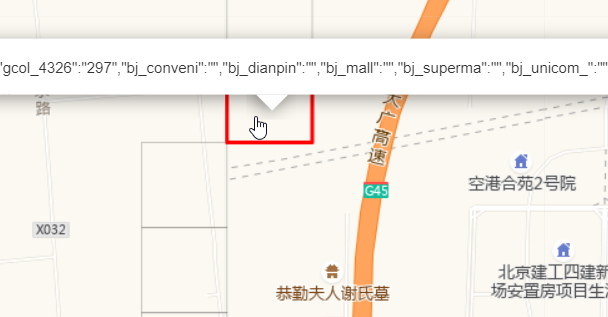 "gcol_4326":"297","bj_conveni":"","bj_dianpin":"","bj_mall":"","bj_superma":"","bj_unicom_":""
路
大广高速
G45
空港合苑2号院
X032
北京建工四建新
场安置房项目生活
恭勤夫人谢氏墓